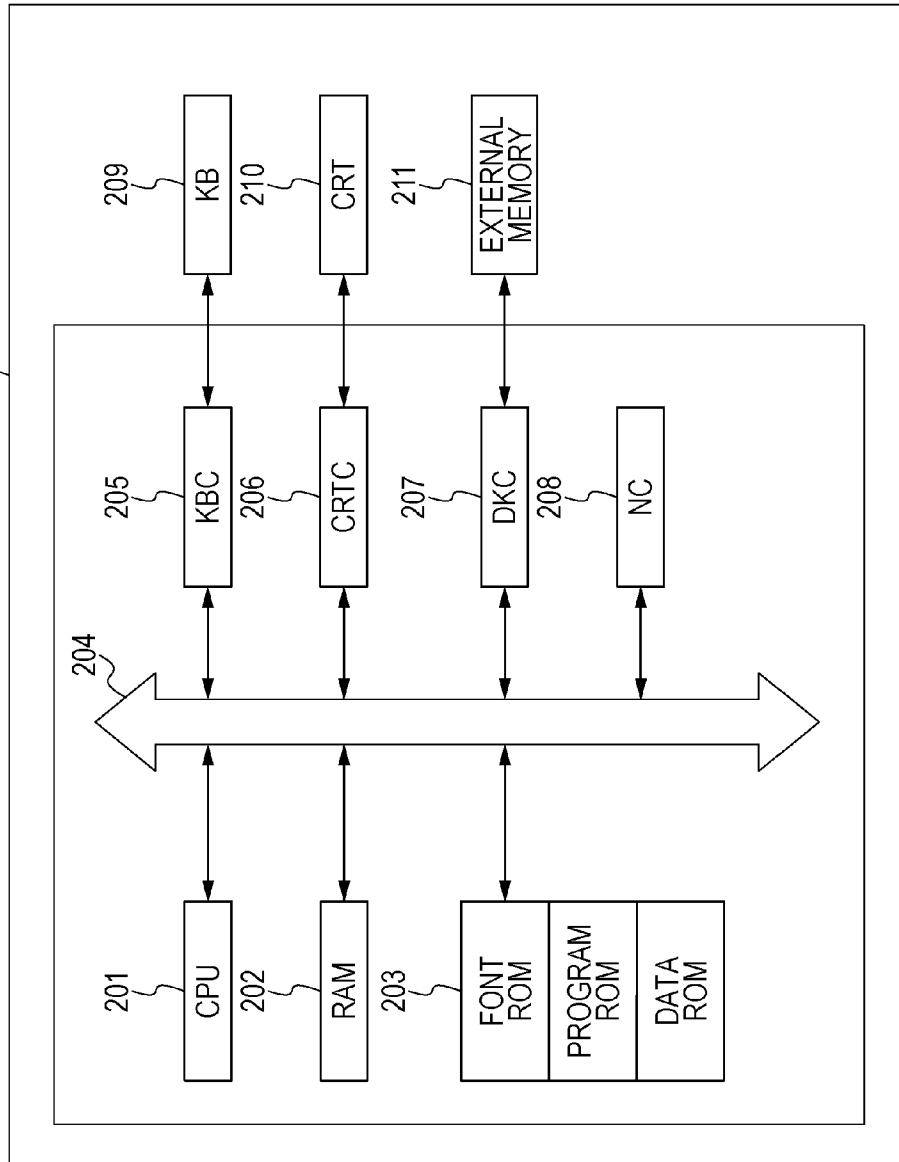 201
CPU
202
RAM
203
FONT
ROM
PROGRAM
ROM
DATA
ROM
204
205
KBC
206
CRTC
207
DKC
208
NC
209
KB
210
CRT
211
EXTERNAL
MEMORY